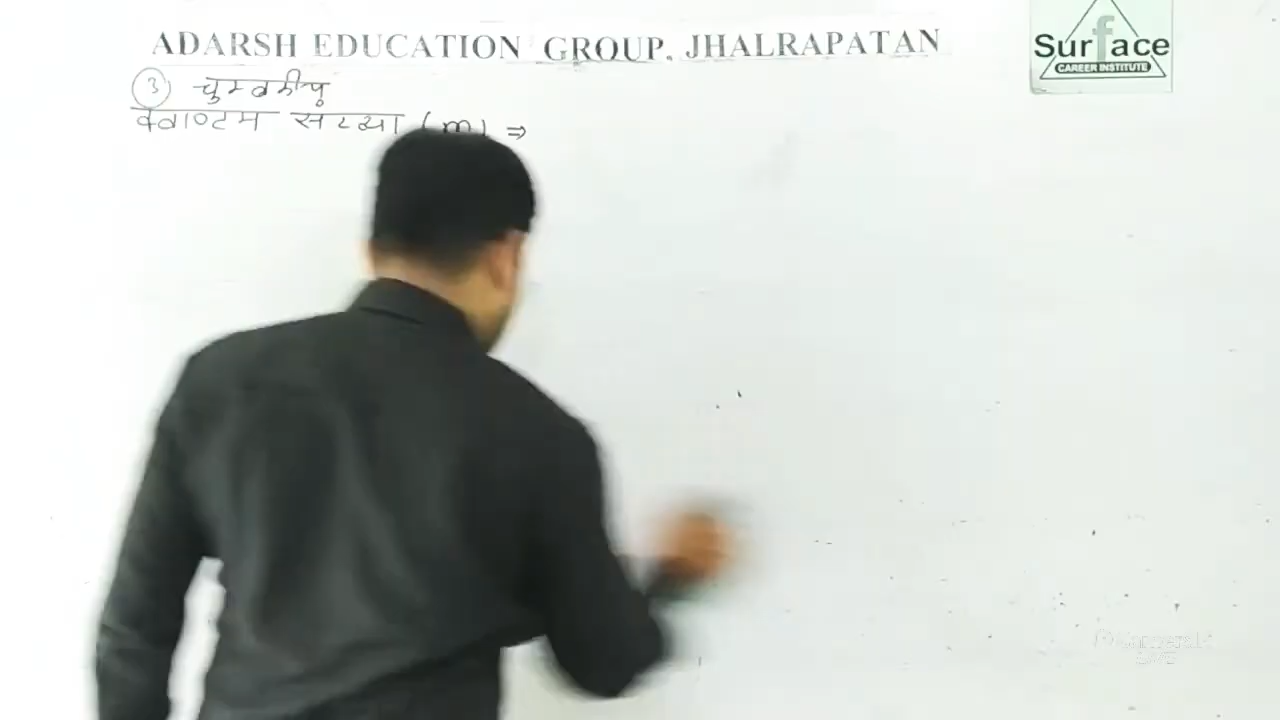 ADARSH EDUCATION GROUP, JHALRAPATAN
Surface
CAREER INSTITUTE
③ चुम्बकीय
क्वाण्टम संख्या (m) ⇒